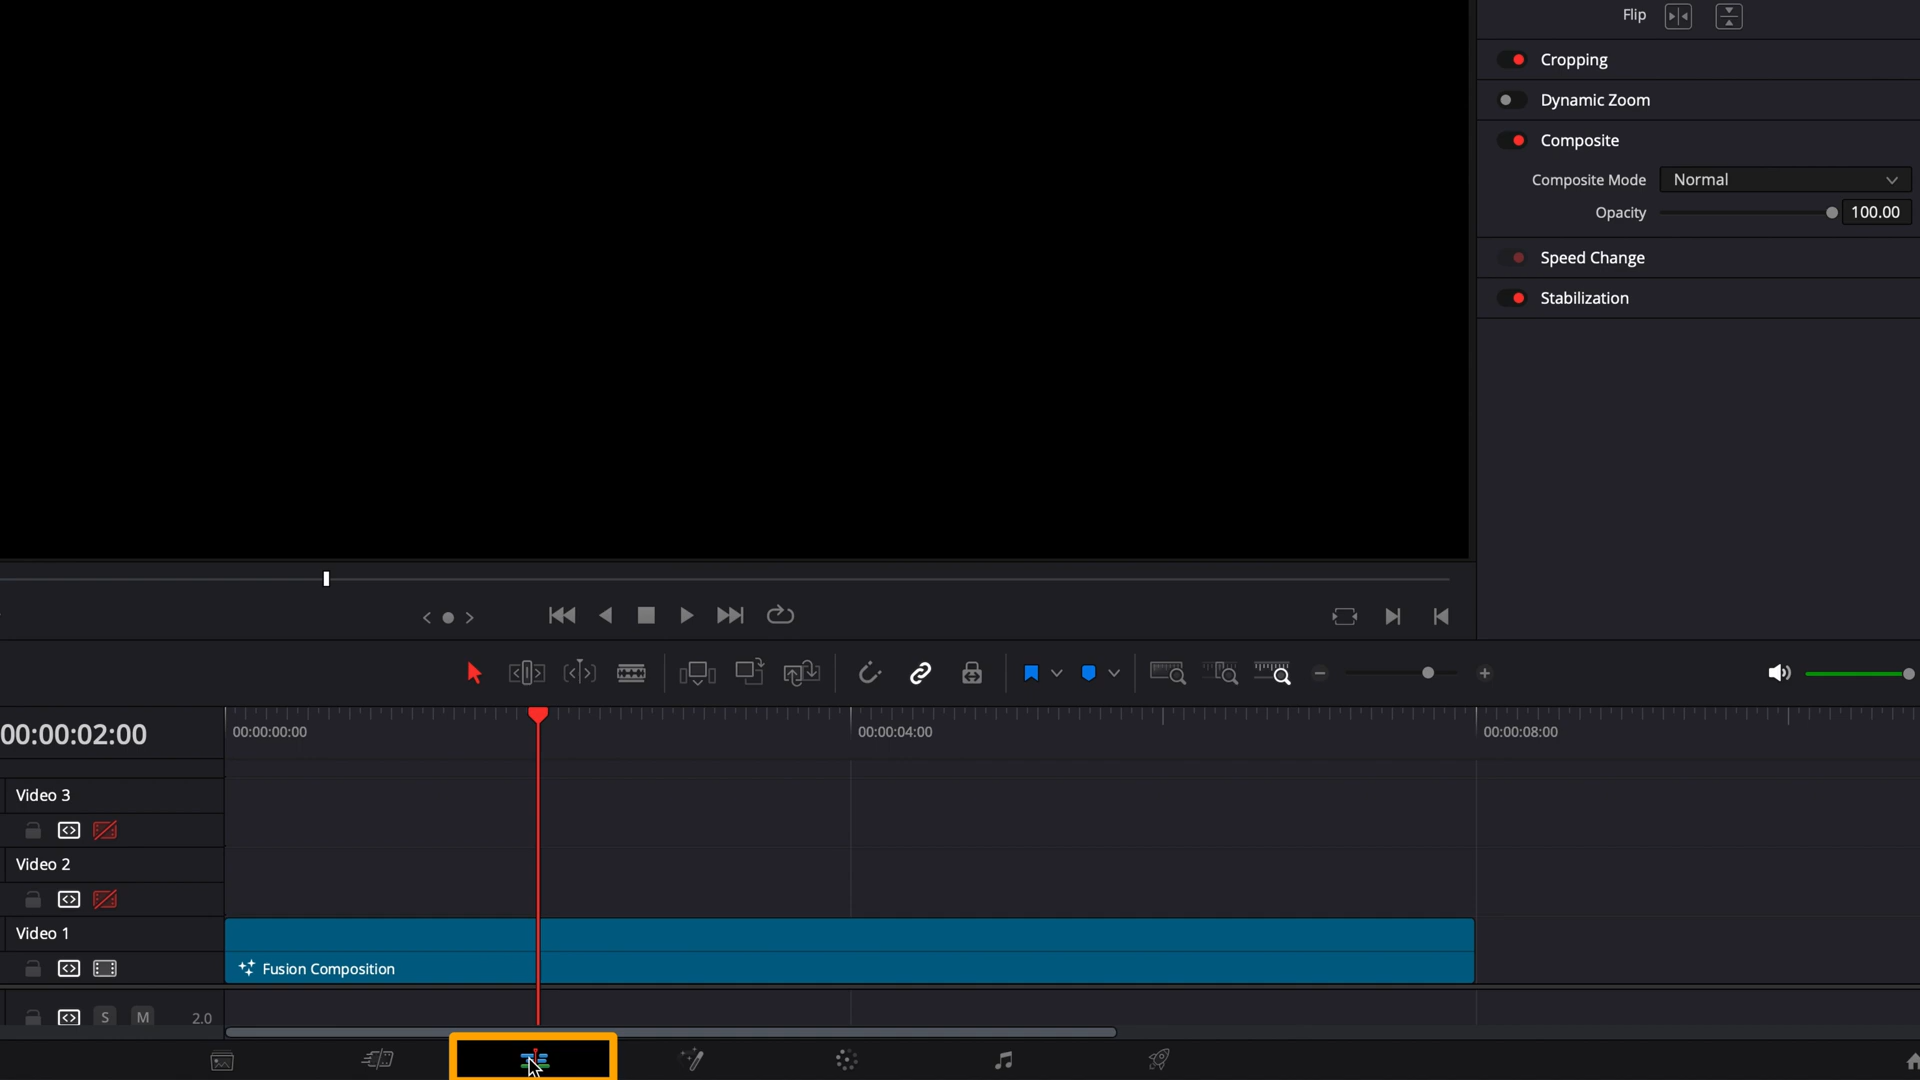 Flip
Cropping
Dynamic Zoom
Composite
Composite Mode Normal
Opacity 100.00
Speed Change
Stabilization
00:00:02:00
00:00:00:00 00:00:04:00 00:00:08:00
Video 3
Video 2
Video 1
Fusion Composition
S M 2.0